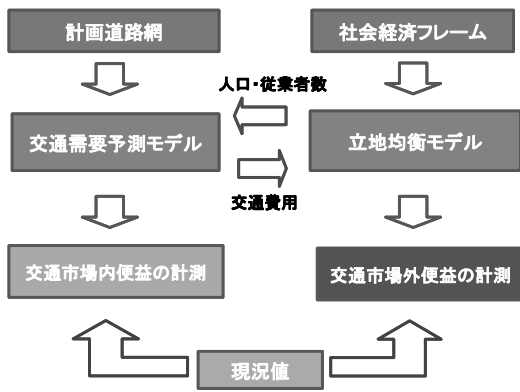 計画道路網
社会経済フレーム
人口・従業者数
交通需要予測モデル
立地均衡モデル
交通費用
交通市場内便益の計測
交通市場外便益の計測
現況値